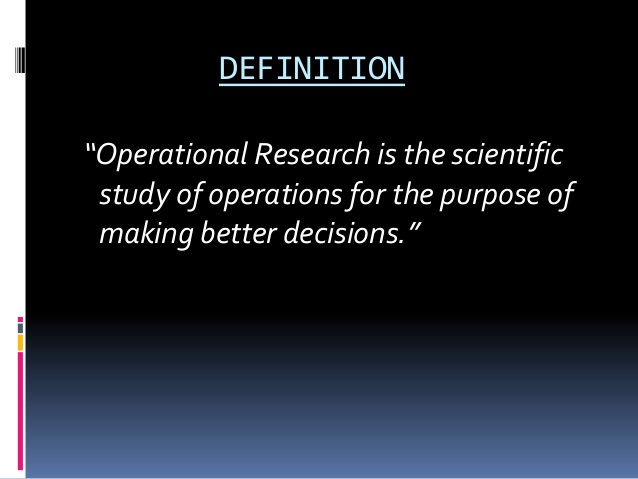 DEFINITION
“Operational Research is the scientific
study of operations for the purpose of
making better decisions.”